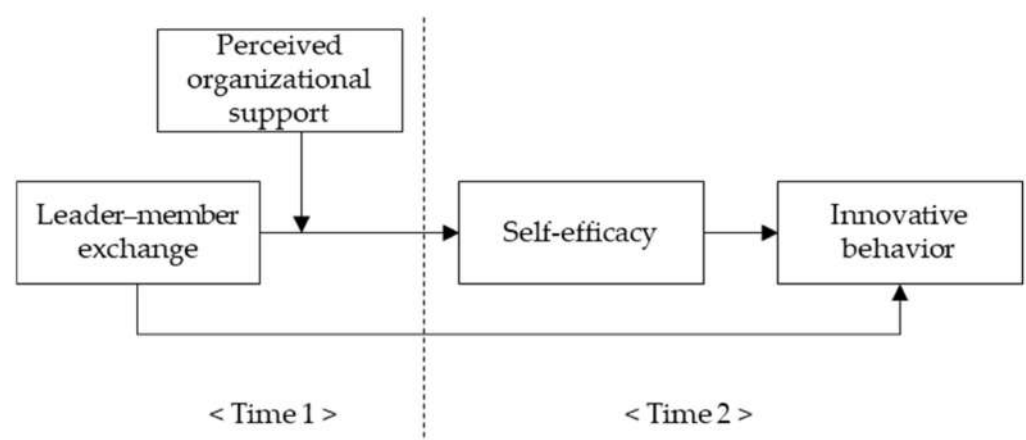 Perceived
organizational
support
Leader–member
exchange
Self-efficacy
Innovative
behavior
< Time 1 >
< Time 2 >